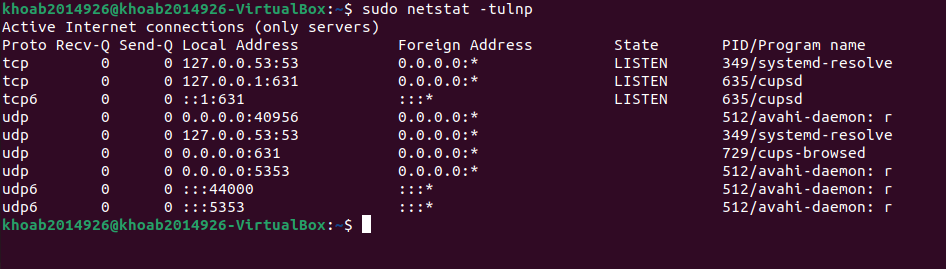 khoab2014926@khoab2014926-VirtualBox:~$ sudo netstat -tulnp
Active Internet connections (only servers)
Proto Recv-Q Send-Q Local Address           Foreign Address         State       PID/Program name
tcp        0      0 127.0.0.53:53           0.0.0.0:*               LISTEN      349/systemd-resolve
tcp        0      0 127.0.0.1:631           0.0.0.0:*               LISTEN      635/cupsd
tcp6       0      0 ::1:631                 :::*                    LISTEN      635/cupsd
udp        0      0 0.0.0.0:40956           0.0.0.0:*                           512/avahi-daemon: r
udp        0      0 127.0.0.53:53           0.0.0.0:*                           349/systemd-resolve
udp        0      0 0.0.0.0:631             0.0.0.0:*                           729/cups-browsed
udp        0      0 0.0.0.0:5353            0.0.0.0:*                           512/avahi-daemon: r
udp6       0      0 :::44000                :::*                                512/avahi-daemon: r
udp6       0      0 :::5353                 :::*                                512/avahi-daemon: r
khoab2014926@khoab2014926-VirtualBox:~$